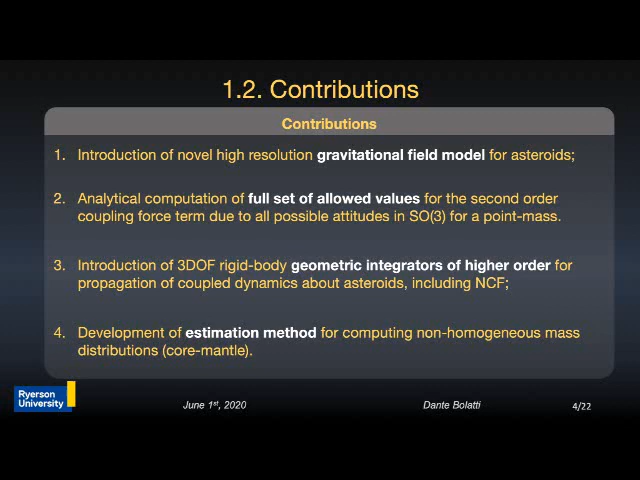 1.2. Contributions
Contributions
1. Introduction of novel high resolution gravitational field model for asteroids;
2. Analytical computation of full set of allowed values for the second order
coupling force term due to all possible attitudes in SO(3) for a point-mass.
3. Introduction of 3DOF rigid-body geometric integrators of higher order for
propagation of coupled dynamics about asteroids, including NCF;
4. Development of estimation method for computing non-homogeneous mass
distributions (core-mantle).
Ryerson
University
June 1st, 2020
Dante Bolatti
4/22